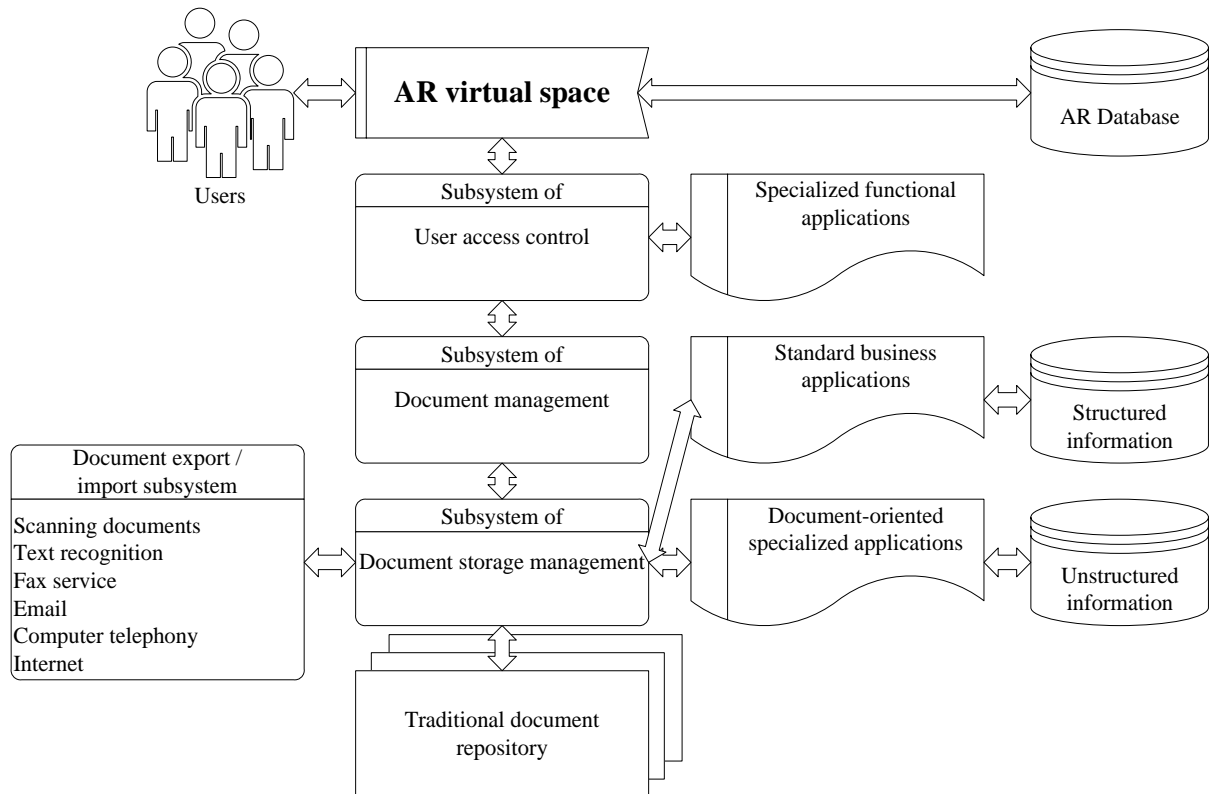 AR virtual space
AR Database
Users
Subsystem of
User access control
Specialized functional
applications
Subsystem of
Document management
Standard business
applications
Structured
information
Document export /
import subsystem
Scanning documents
Text recognition
Fax service
Email
Computer telephony
Internet
Subsystem of
Document storage management
Document-oriented
specialized applications
Unstructured
information
Traditional document
repository